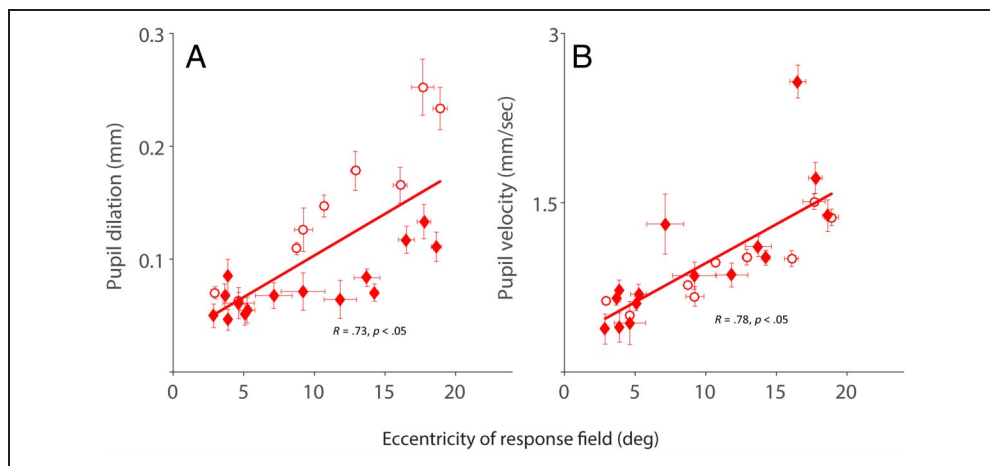 A
Pupil dilation (mm)
0.3
0.2
0.1
0 5 10 15 20
R = .73, p < .05
B
Pupil velocity (mm/sec)
3
1.5
0 5 10 15 20
R = .78, p < .05
Eccentricity of response field (deg)